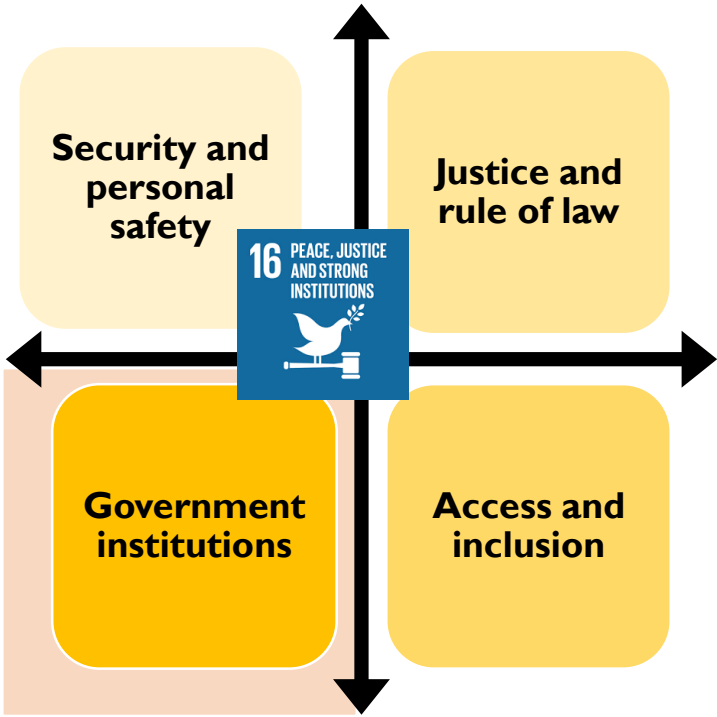 Security and
personal
safety
Justice and
rule of law
16 PEACE, JUSTICE
AND STRONG
INSTITUTIONS
Government
institutions
Access and
inclusion